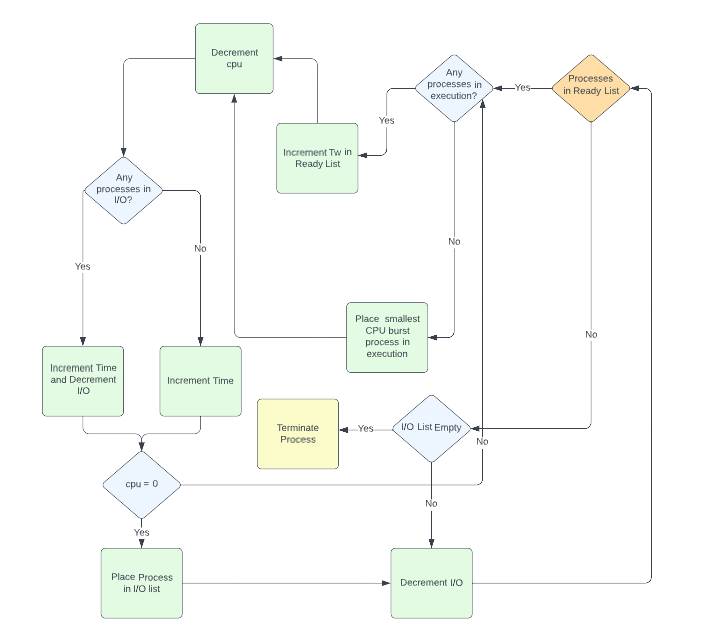 Decrement
cpu
Any
processes in
execution?
Yes
Processes
in Ready List
Yes
Increment Tw in
Ready List
Any
processes in
I/O?
No
No
Yes
Place smallest
CPU burst
process in
execution
No
Increment Time
and Decrement
I/O
Increment Time
Terminate
Process
Yes
I/O List Empty
No
cpu = 0
No
Yes
Place Process
in I/O list
Decrement I/O